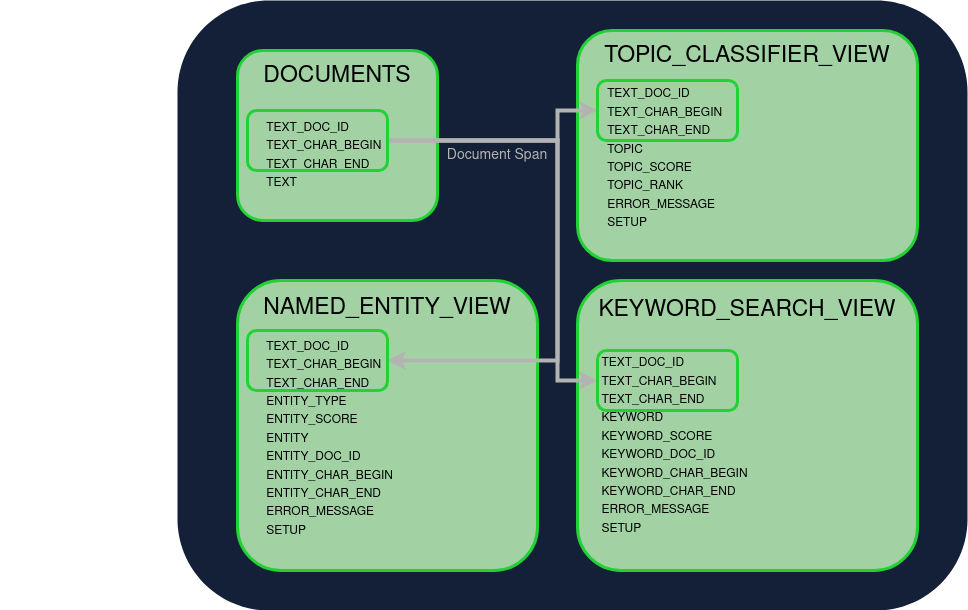 DOCUMENTS
TEXT_DOC_ID
TEXT_CHAR_BEGIN
TEXT_CHAR_END
TEXT
Document Span
TOPIC_CLASSIFIER_VIEW
TEXT_DOC_ID
TEXT_CHAR_BEGIN
TEXT_CHAR_END
TOPIC
TOPIC_SCORE
TOPIC_RANK
ERROR_MESSAGE
SETUP
NAMED_ENTITY_VIEW
TEXT_DOC_ID
TEXT_CHAR_BEGIN
TEXT_CHAR_END
ENTITY_TYPE
ENTITY_SCORE
ENTITY
ENTITY_DOC_ID
ENTITY_CHAR_BEGIN
ENTITY_CHAR_END
ERROR_MESSAGE
SETUP
KEYWORD_SEARCH_VIEW
TEXT_DOC_ID
TEXT_CHAR_BEGIN
TEXT_CHAR_END
KEYWORD
KEYWORD_SCORE
KEYWORD_DOC_ID
KEYWORD_CHAR_BEGIN
KEYWORD_CHAR_END
ERROR_MESSAGE
SETUP